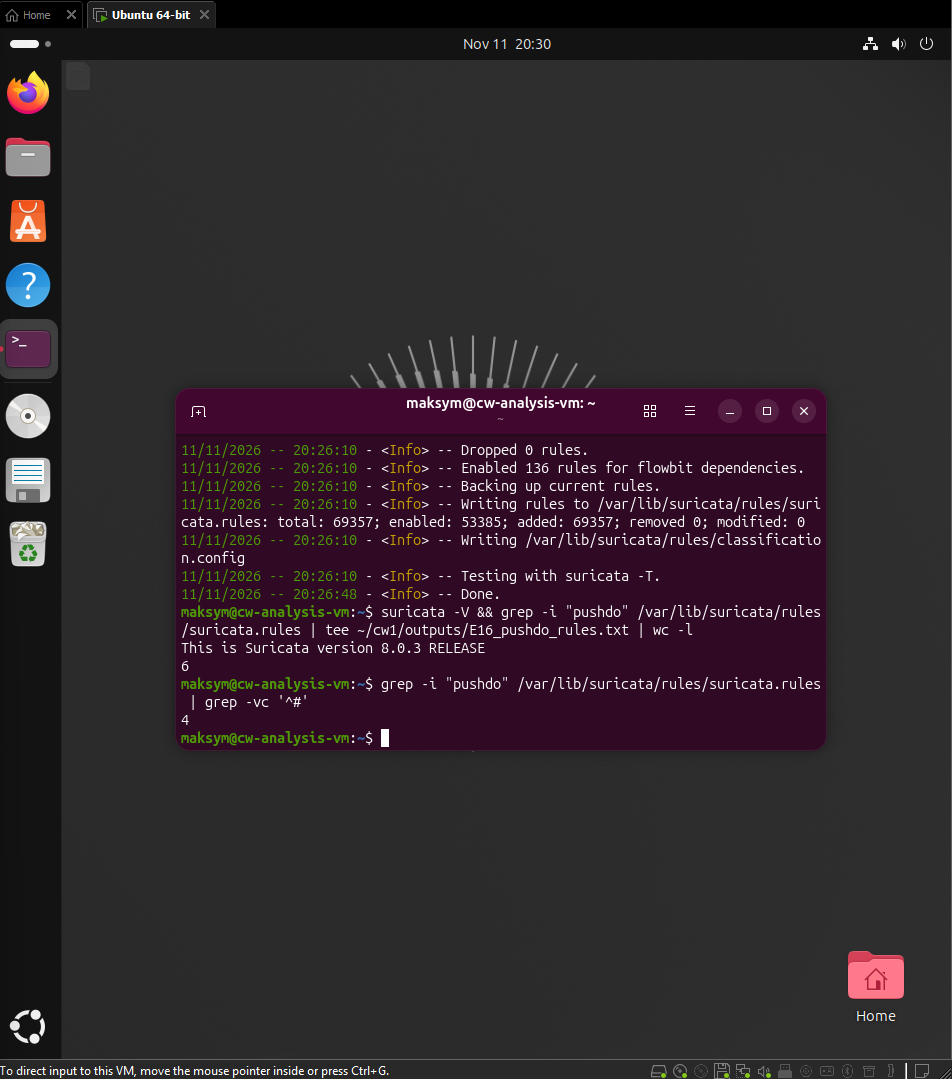 Home
Ubuntu 64-bit
Nov 11 20:30
maksym@cw-analysis-vm: ~
~
11/11/2026 -- 20:26:10 - <Info> -- Dropped 0 rules.
11/11/2026 -- 20:26:10 - <Info> -- Enabled 136 rules for flowbit dependencies.
11/11/2026 -- 20:26:10 - <Info> -- Backing up current rules.
11/11/2026 -- 20:26:10 - <Info> -- Writing rules to /var/lib/suricata/rules/suri
cata.rules: total: 69357; enabled: 53385; added: 69357; removed 0; modified: 0
11/11/2026 -- 20:26:10 - <Info> -- Writing /var/lib/suricata/rules/classificatio
n.config
11/11/2026 -- 20:26:10 - <Info> -- Testing with suricata -T.
11/11/2026 -- 20:26:48 - <Info> -- Done.
maksym@cw-analysis-vm:~$ suricata -V && grep -i "pushdo" /var/lib/suricata/rules
/suricata.rules | tee ~/cw1/outputs/E16_pushdo_rules.txt | wc -l
This is Suricata version 8.0.3 RELEASE
6
maksym@cw-analysis-vm:~$ grep -i "pushdo" /var/lib/suricata/rules/suricata.rules
 | grep -vc '^#'
4
maksym@cw-analysis-vm:~$
Home
To direct input to this VM, move the mouse pointer inside or press Ctrl+G.